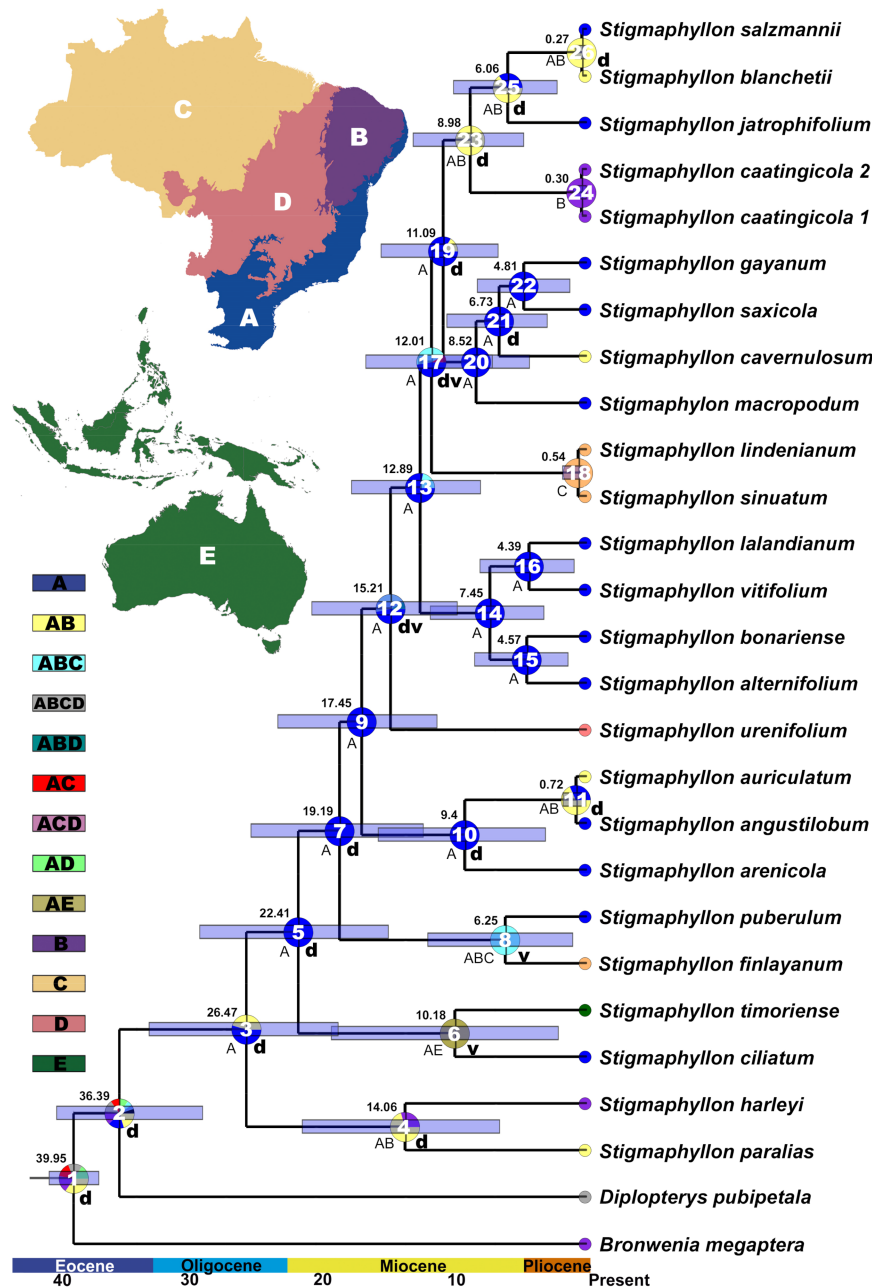 C
B
D
A
E
A
AB
ABC
ABCD
ABD
AC
ACD
AD
AE
B
C
D
E
0.27
26
AB
d
6.06
25
AB
d
8.98
23
AB
d
0.30
24
B
11.09
19
A
d
4.81
22
A
6.73
21
A
d
12.01
17
A
dv
8.52
20
A
0.54
18
C
12.89
13
A
4.39
16
A
7.45
14
A
4.57
15
A
15.21
12
A
dv
17.45
9
A
0.72
11
AB
d
9.4
10
A
d
19.19
7
A
d
6.25
8
ABC
v
22.41
5
A
d
10.18
6
AE
v
26.47
3
A
d
14.06
4
AB
d
36.39
2
d
39.95
1
d
Stigmaphyllon salzmannii
Stigmaphyllon blanchetii
Stigmaphyllon jatrophifolium
Stigmaphyllon caatingicola 2
Stigmaphyllon caatingicola 1
Stigmaphyllon gayanum
Stigmaphyllon saxicola
Stigmaphyllon cavernulosum
Stigmaphylon macropodum
Stigmaphyllon lindenianum
Stigmaphyllon sinuatum
Stigmaphyllon lalandianum
Stigmaphyllon vitifolium
Stigmaphyllon bonariense
Stigmaphyllon alternifolium
Stigmaphyllon urenifolium
Stigmaphyllon auriculatum
Stigmaphyllon angustilobum
Stigmaphyllon arenicola
Stigmaphyllon puberulum
Stigmaphyllon finlayanum
Stigmaphyllon timoriense
Stigmaphyllon ciliatum
Stigmaphyllon harleyi
Stigmaphyllon paralias
Diplopterys pubipetala
Bronwenia megaptera
Eocene Oligocene Miocene Pliocene
40 30 20 10 Present